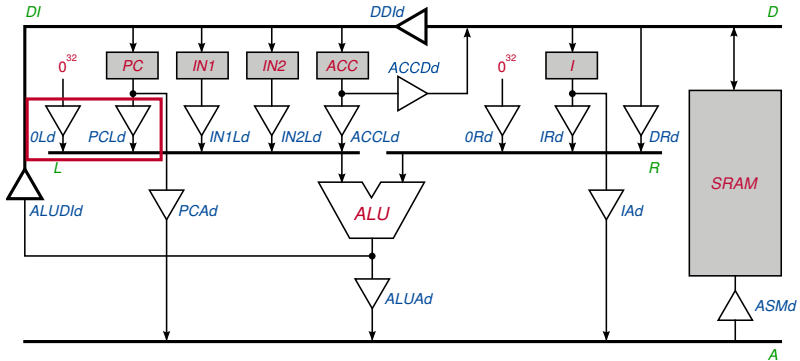 DI DDId D
0³² PC IN1 IN2 ACC ACCDd 0³² I
0Ld PCLd IN1Ld IN2Ld ACCLd 0Rd IRd DRd
L R
SRAM
ALUDId PCAd ALU IAd
ALUAd ASMd
A